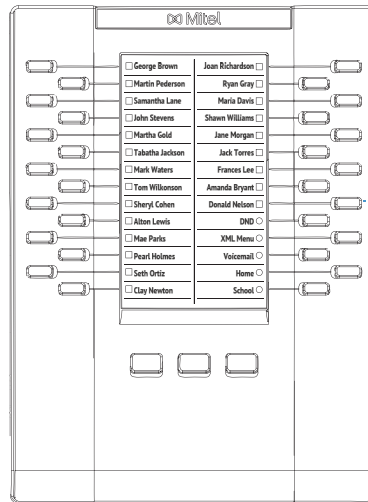 Mitel
George Brown
Martin Pederson
Samantha Lane
John Stevens
Martha Gold
Tabatha Jackson
Mark Waters
Tom Wilkonson
Sheryl Cohen
Alton Lewis
Mae Parks
Pearl Holmes
Seth Ortiz
Clay Newton
Joan Richardson
Ryan Gray
Maria Davis
Shawn Williams
Jane Morgan
Jack Torres
Frances Lee
Amanda Bryant
Donald Nelson
DND
XML Menu
Voicemail
Home
School